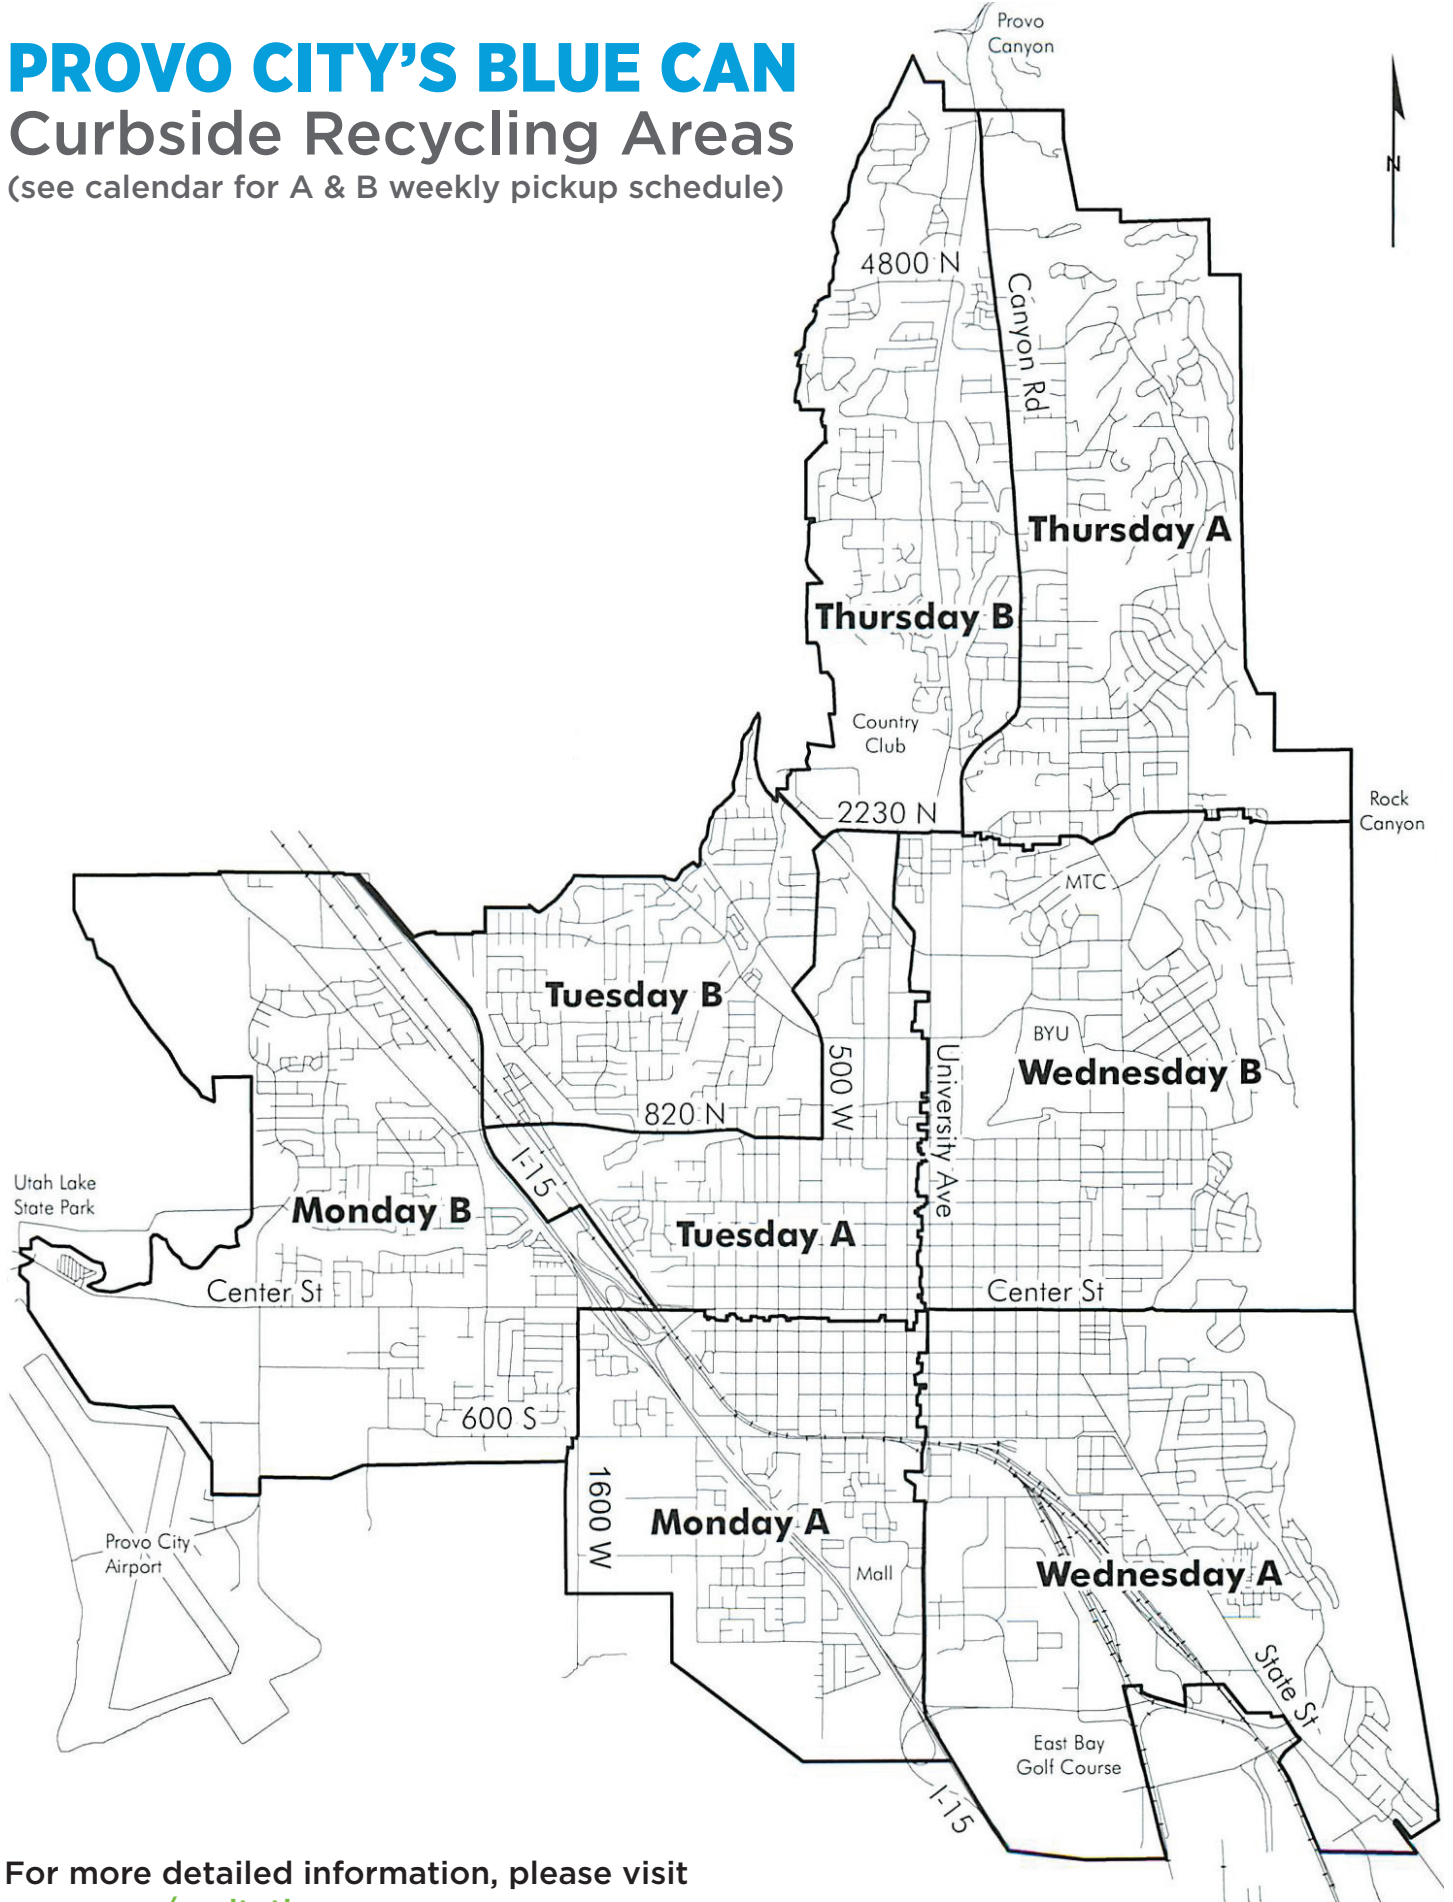 PROVO CITY'S BLUE CAN
Curbside Recycling Areas
(see calendar for A & B weekly pickup schedule)
Provo
Canyon
N
4800 N
Canyon Rd
Thursday A
Thursday B
Country
Club
2230 N
Rock
Canyon
MTC
Tuesday B
BYU
Wednesday B
500 W
University Ave
820 N
I-15
Utah Lake
State Park
Monday B
Tuesday A
Center St
Center St
600 S
1600 W
Monday A
Provo City
Airport
Mall
Wednesday A
State St
East Bay
Golf Course
I-15
For more detailed information, please visit